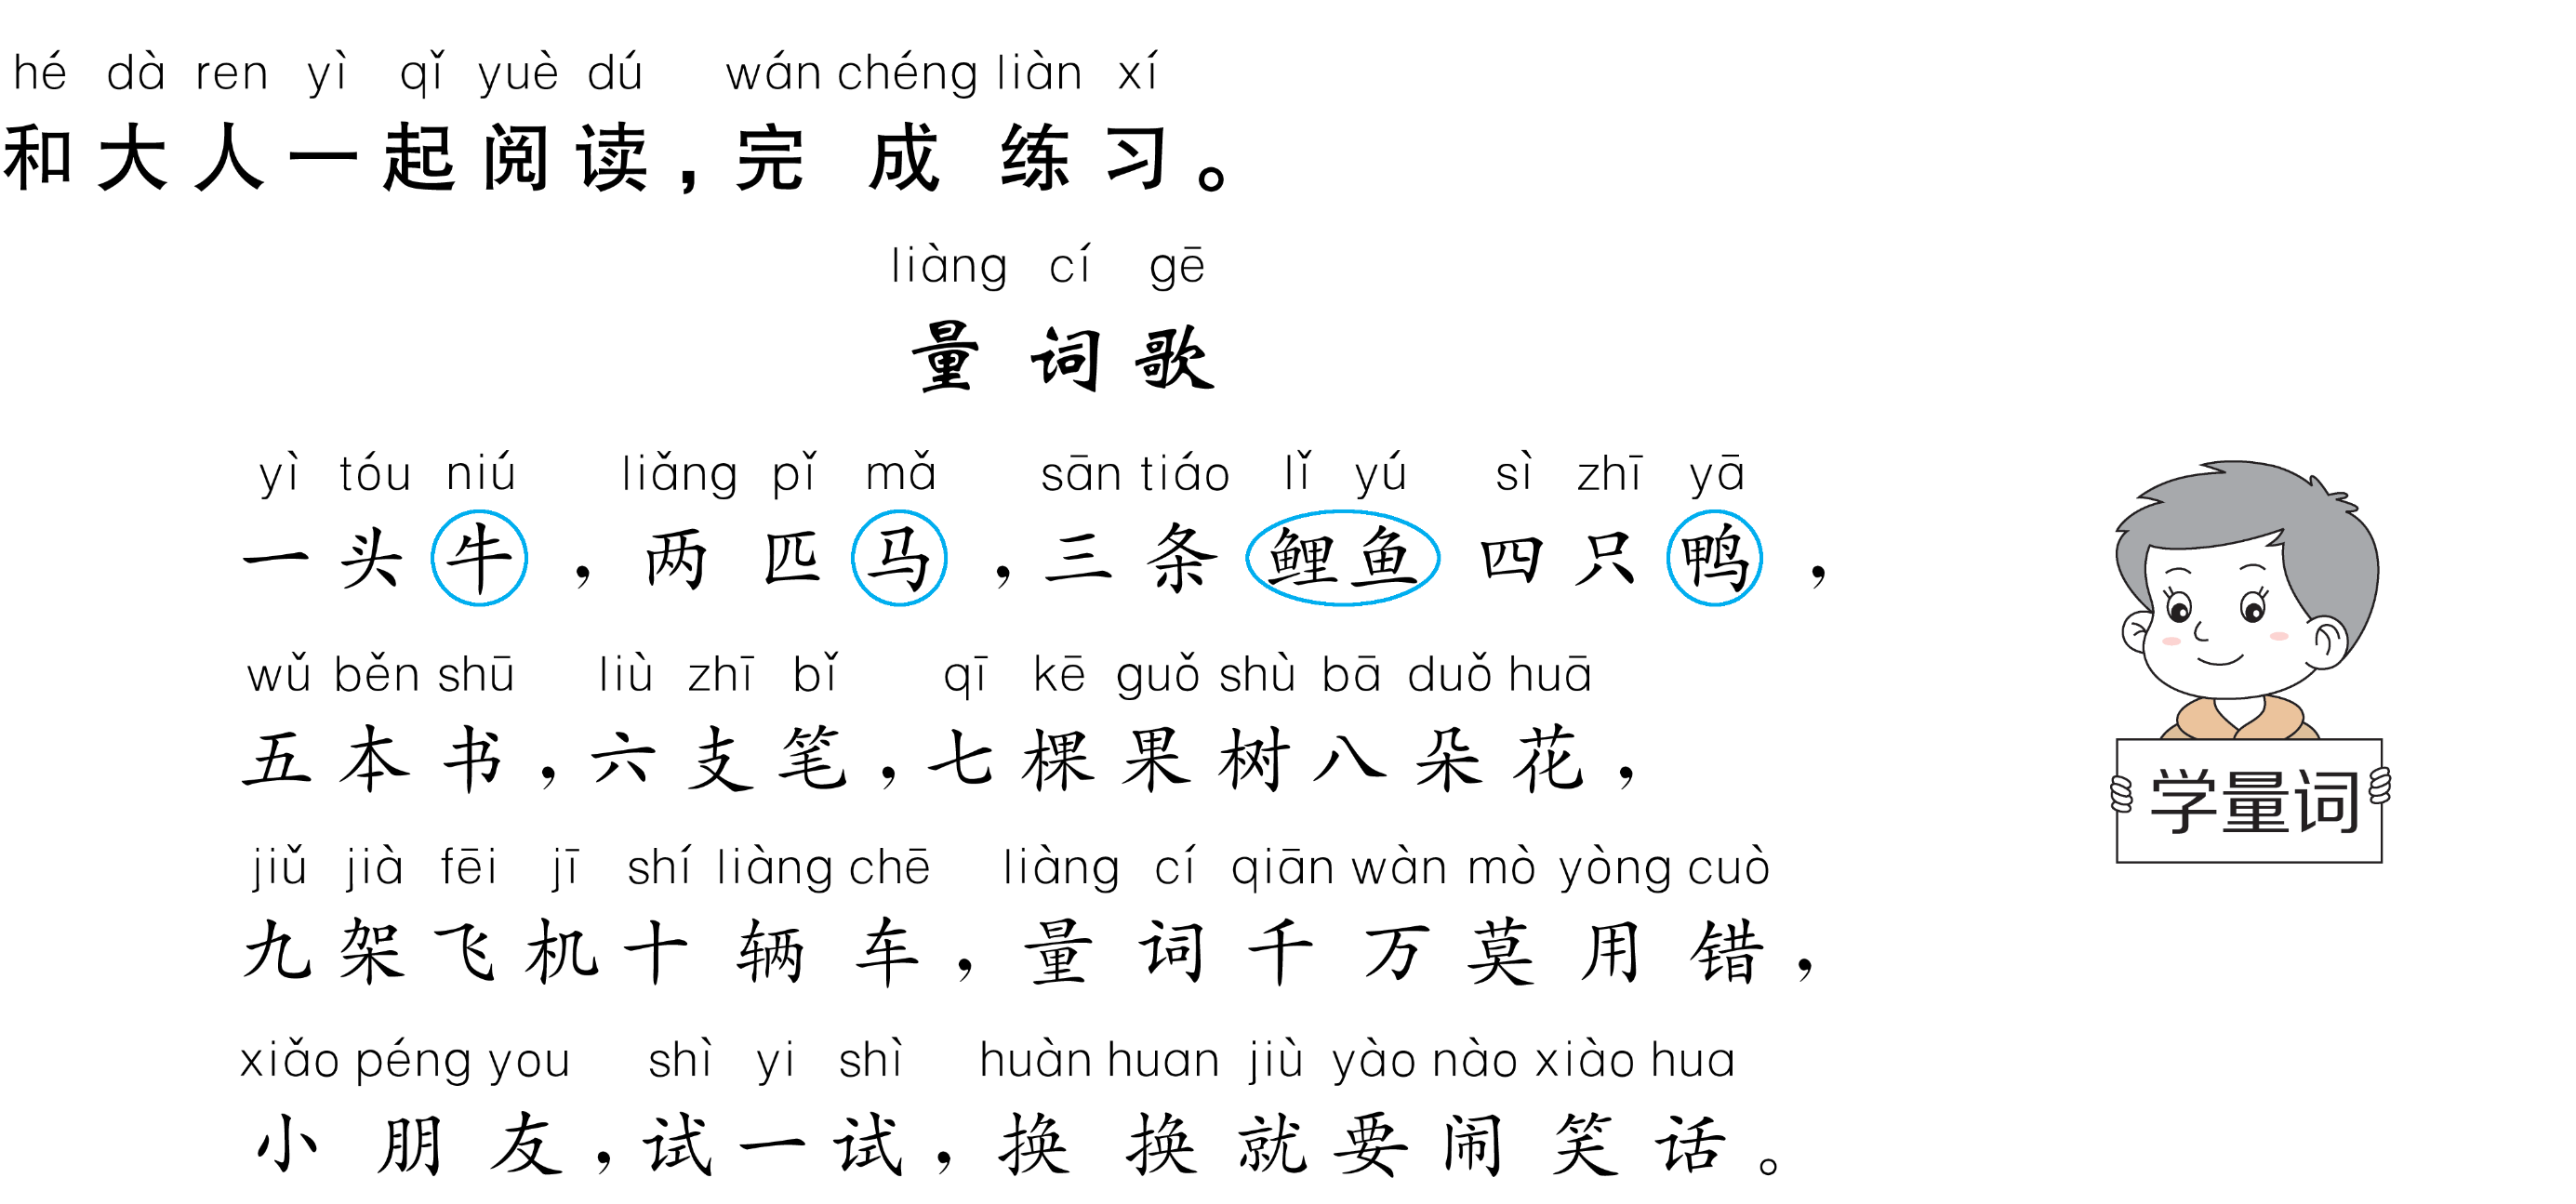 hé dà ren yì qǐ yuè dú wán chéng liàn xí
和大人一起阅读，完成练习。
liàng cí gē
量词歌
yì tóu niú liǎng pǐ mǎ sān tiáo lǐ yú sì zhī yā
一头牛，两匹马，三条鲤鱼四只鸭，
wǔ běn shū liù zhī bǐ qī kē guǒ shù bā duǒ huā
五本书，六支笔，七棵果树八朵花，
jiǔ jià fēi jī shí liàng chē liàng cí qiān wàn mò yòng cuò
九架飞机十辆车，量词千万莫用错，
xiǎo péng you shì yi shì huàn huan jiù yào nào xiào hua
小朋友，试一试，换换就要闹笑话。
学量词